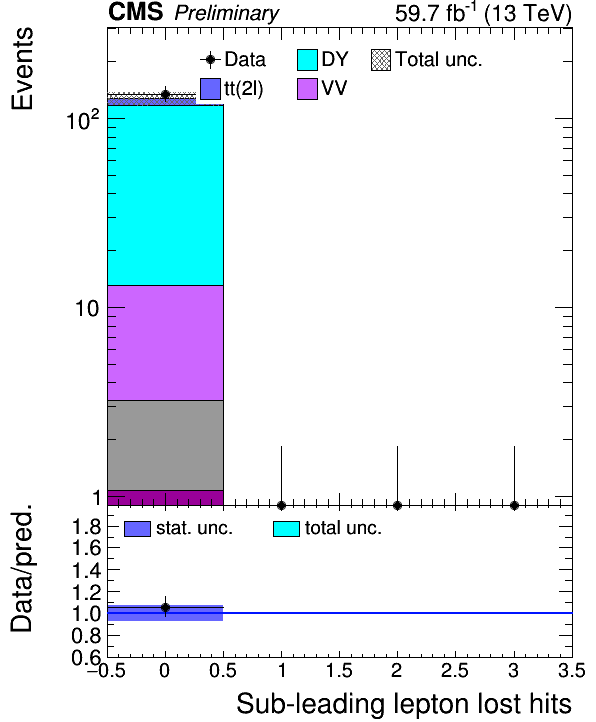 CMS Preliminary 59.7 fb⁻¹ (13 TeV)
Events
Data DY Total unc.
tt(2l) VV
10²
10
1
Data/pred.
stat. unc. total unc.
1.8
1.6
1.4
1.2
1.0
0.8
0.6
−0.5 0 0.5 1 1.5 2 2.5 3 3.5
Sub-leading lepton lost hits